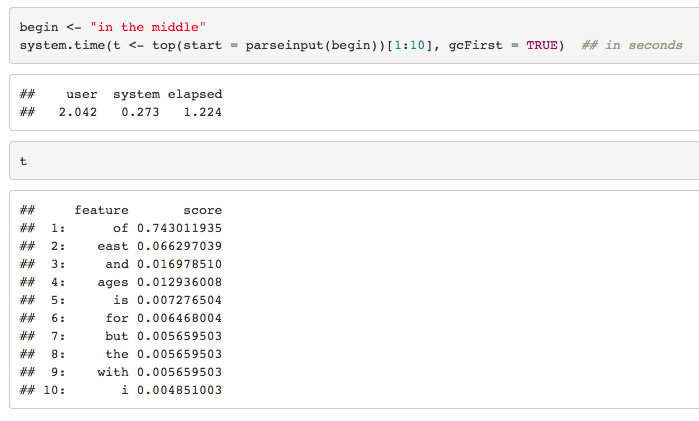 begin <- "in the middle"
system.time(t <- top(start = parseinput(begin))[1:10], gcFirst = TRUE)  ## in seconds
##    user  system elapsed
##   2.042   0.273   1.224
t
##     feature       score
##  1:      of 0.743011935
##  2:    east 0.066297039
##  3:     and 0.016978510
##  4:    ages 0.012936008
##  5:      is 0.007276504
##  6:     for 0.006468004
##  7:     but 0.005659503
##  8:     the 0.005659503
##  9:    with 0.005659503
## 10:       i 0.004851003